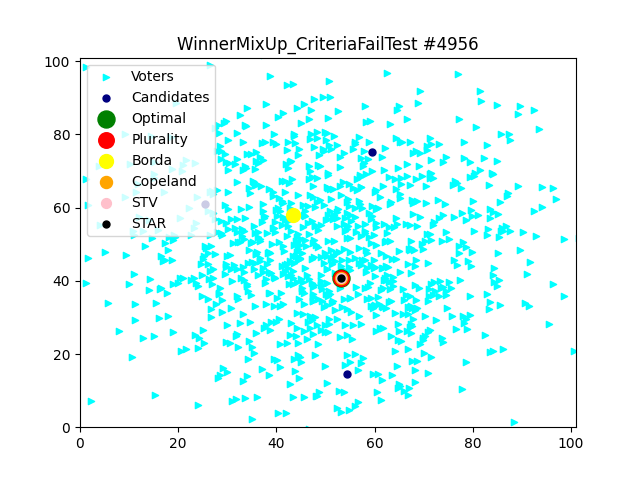 WinnerMixUp_CriteriaFailTest #4956
100
80
60
40
20
0
0
20
40
60
80
100
Voters
Candidates
Optimal
Plurality
Borda
Copeland
STV
STAR